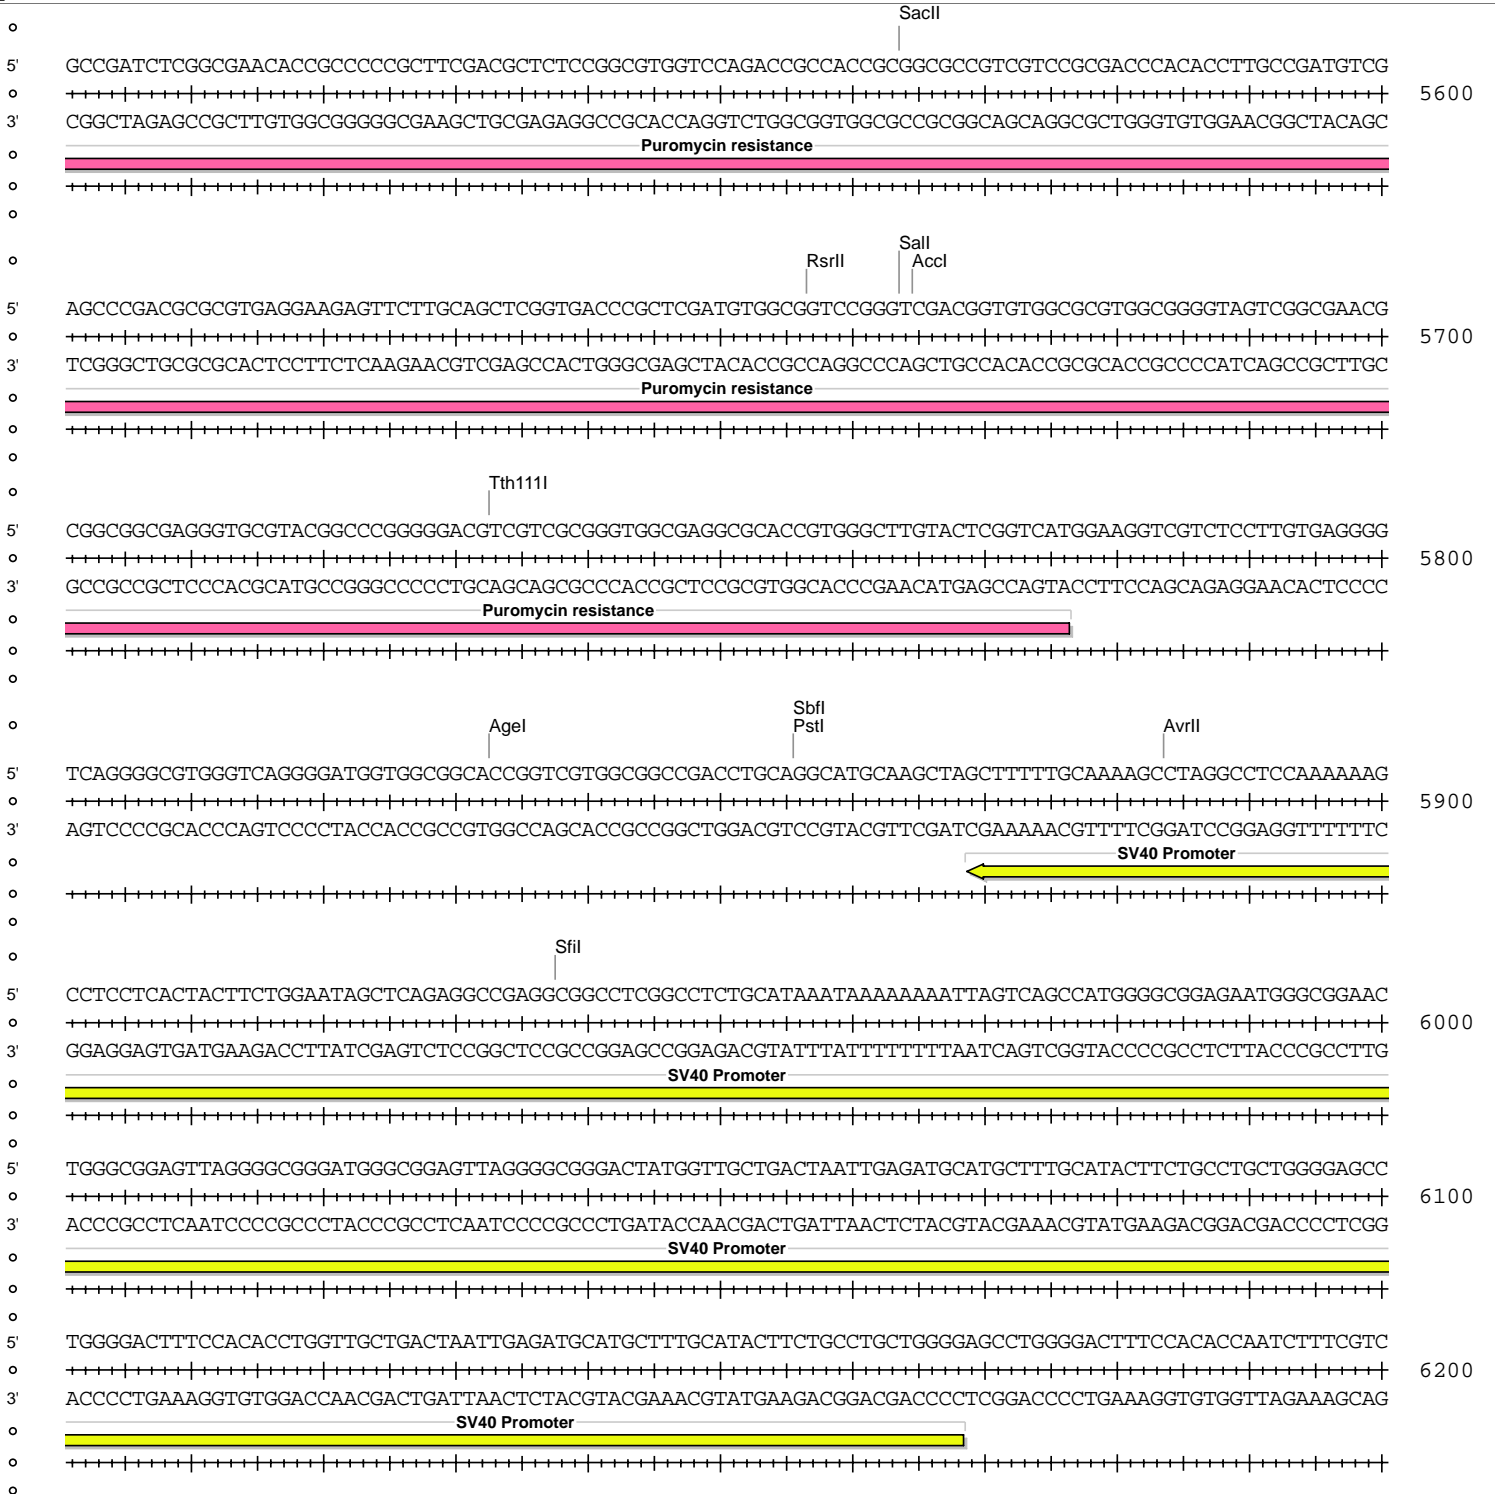 SacII
5' GCCGATCTCGGCGAACACCGCCCCCGCTTCGACGCTCTCCGGCGTGGTCCAGACCGCCACCGCGGCGCCGTCGTCCGCGACCCACACCTTGCCGATGTCG
5600
3' CGGCTAGAGCCGCTTGTGGCGGGGGCGAAGCTGCGAGAGGCCGCACCAGGTCTGGCGGTGGCGCCGCGGCAGCAGGCGCTGGGTGTGGAACGGCTACAGC
Puromycin resistance
SalI
RsrII AccI
5' AGCCCGACGCGCGTGAGGAAGAGTTCTTGCAGCTCGGTGACCCGCTCGATGTGGCGGTCCGGGTCGACGGTGTGGCGCGTGGCGGGGTAGTCGGCGAACG
5700
3' TCGGGCTGCGCGCACTCCTTCTCAAGAACGTCGAGCCACTGGGCGAGCTACACCGCCAGGCCCAGCTGCCACACCGCGCACCGCCCCATCAGCCGCTTGC
Puromycin resistance
Tth111I
5' CGGCGGCGAGGGTGCGTACGGCCCGGGGGACGTCGTCGCGGGTGGCGAGGCGCACCGTGGGCTTGTACTCGGTCATGGAAGGTCGTCTCCTTGTGAGGGG
5800
3' GCCGCCGCTCCCACGCATGCCGGGCCCCCTGCAGCAGCGCCCACCGCTCCGCGTGGCACCCGAACATGAGCCAGTACCTTCCAGCAGAGGAACACTCCCC
Puromycin resistance
SbfI
AgeI PstI AvrII
5' TCAGGGGCGTGGGTCAGGGGATGGTGGCGGCACCGGTCGTGGCGGCCGACCTGCAGGCATGCAAGCTAGCTTTTTGCAAAAGCCTAGGCCTCCAAAAAAG
5900
3' AGTCCCCGCACCCAGTCCCCTACCACCGCCGTGGCCAGCACCGCCGGCTGGACGTCCGTACGTTCGATCGAAAAACGTTTTCGGATCCGGAGGTTTTTTC
SV40 Promoter
SfiI
5' CCTCCTCACTACTTCTGGAATAGCTCAGAGGCCGAGGCGGCCTCGGCCTCTGCATAAATAAAAAAAATTAGTCAGCCATGGGGCGGAGAATGGGCGGAAC
6000
3' GGAGGAGTGATGAAGACCTTATCGAGTCTCCGGCTCCGCCGGAGCCGGAGACGTATTTATTTTTTTTAATCAGTCGGTACCCCGCCTCTTACCCGCCTTG
SV40 Promoter
5' TGGGCGGAGTTAGGGGCGGGATGGGCGGAGTTAGGGGCGGGACTATGGTTGCTGACTAATTGAGATGCATGCTTTGCATACTTCTGCCTGCTGGGGAGCC
6100
3' ACCCGCCTCAATCCCCGCCCTACCCGCCTCAATCCCCGCCCTGATACCAACGACTGATTAACTCTACGTACGAAACGTATGAAGACGGACGACCCCTCGG
SV40 Promoter
5' TGGGGACTTTCCACACCTGGTTGCTGACTAATTGAGATGCATGCTTTGCATACTTCTGCCTGCTGGGGAGCCTGGGGACTTTCCACACCAATCTTTCGTC
6200
3' ACCCCTGAAAGGTGTGGACCAACGACTGATTAACTCTACGTACGAAACGTATGAAGACGGACGACCCCTCGGACCCCTGAAAGGTGTGGTTAGAAAGCAG
SV40 Promoter